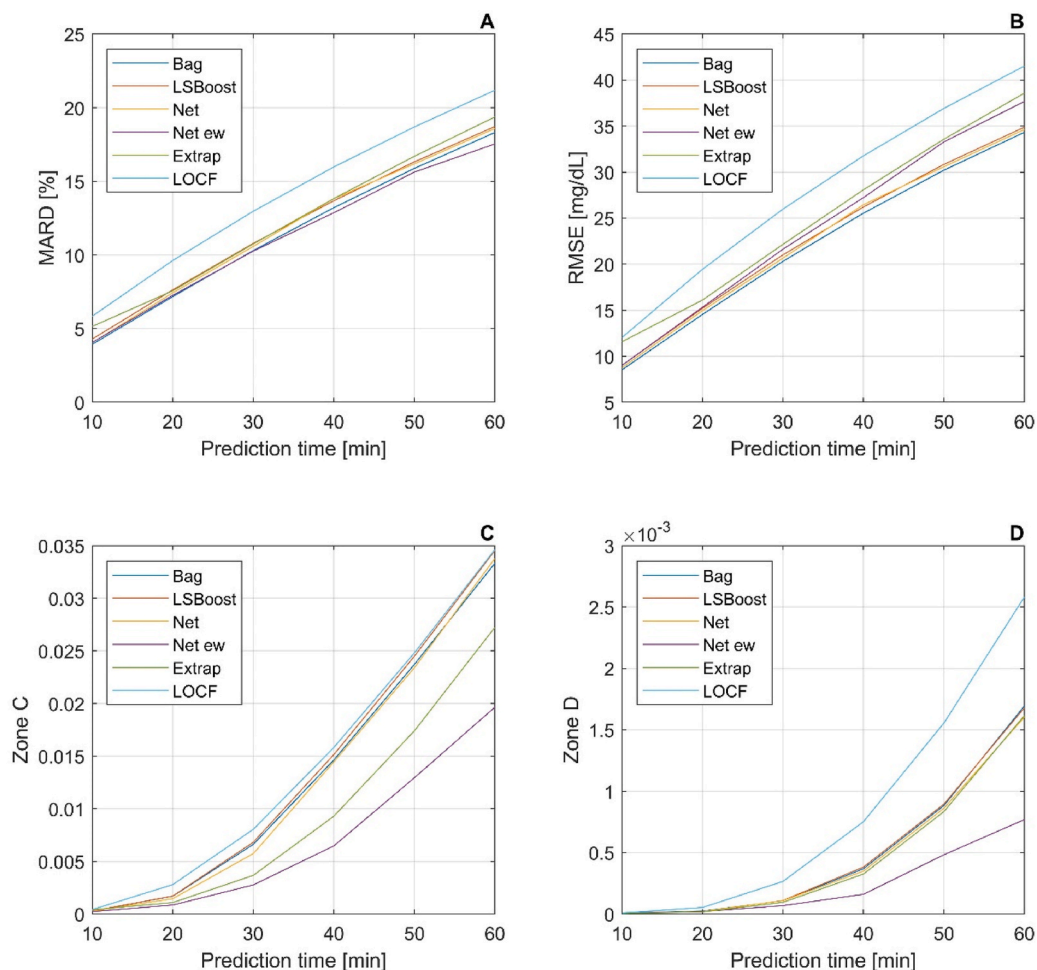 A
25
20
15
10
5
0
MARD [%]
Bag
LSBoost
Net
Net ew
Extrap
LOCF
10 20 30 40 50 60
Prediction time [min]
B
45
40
35
30
25
20
15
10
5
RMSE [mg/dL]
Bag
LSBoost
Net
Net ew
Extrap
LOCF
10 20 30 40 50 60
Prediction time [min]
C
0.035
0.03
0.025
0.02
0.015
0.01
0.005
0
Zone C
Bag
LSBoost
Net
Net ew
Extrap
LOCF
10 20 30 40 50 60
Prediction time [min]
D
×10⁻³
3
2.5
2
1.5
1
0.5
0
Zone D
Bag
LSBoost
Net
Net ew
Extrap
LOCF
10 20 30 40 50 60
Prediction time [min]